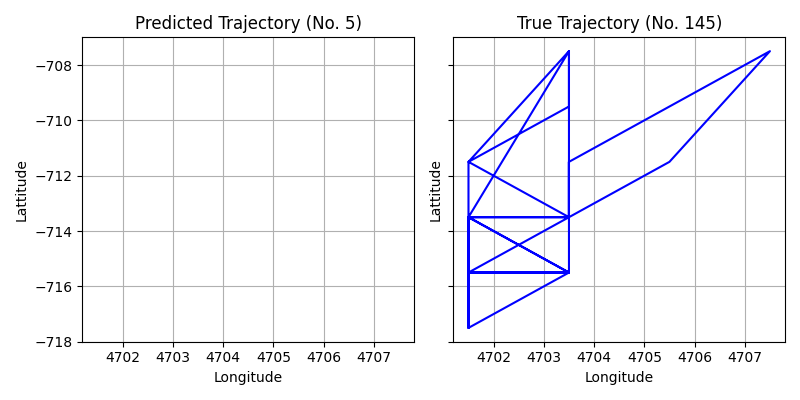 Predicted Trajectory (No. 5)
True Trajectory (No. 145)
−708
−710
−712
−714
−716
−718
Lattitude
Lattitude
4702 4703 4704 4705 4706 4707
4702 4703 4704 4705 4706 4707
Longitude
Longitude